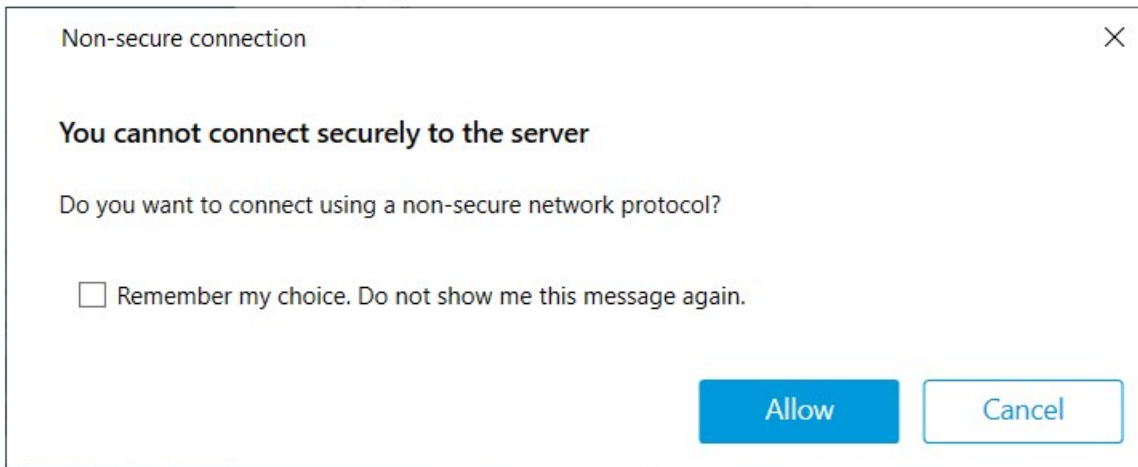 Non-secure connection
You cannot connect securely to the server
Do you want to connect using a non-secure network protocol?
Remember my choice. Do not show me this message again.
Allow
Cancel